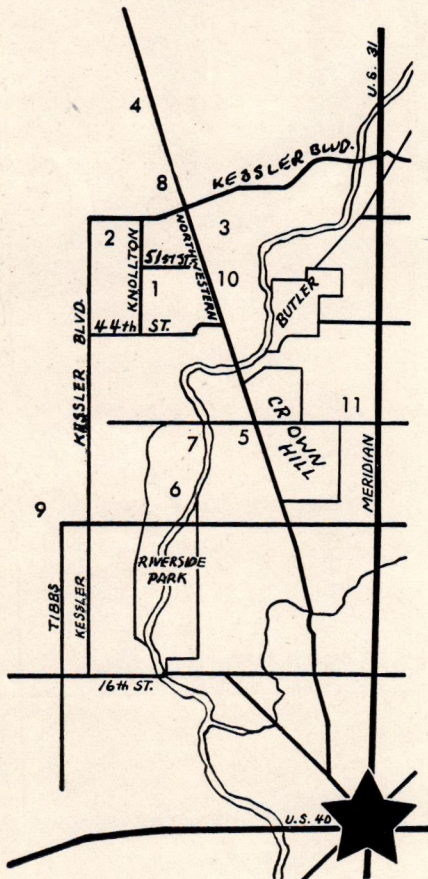 U.S. 31
4
KESSLER BLVD.
8
3
2
KNOLLTON
51ST ST.
NORTHWESTERN
1
10
BUTLER
KESSLER BLVD.
44th ST.
CROWN HILL
11
7
5
MERIDIAN
6
9
RIVERSIDE
PARK
TIBBS
KESSLER
16th ST.
U.S. 40